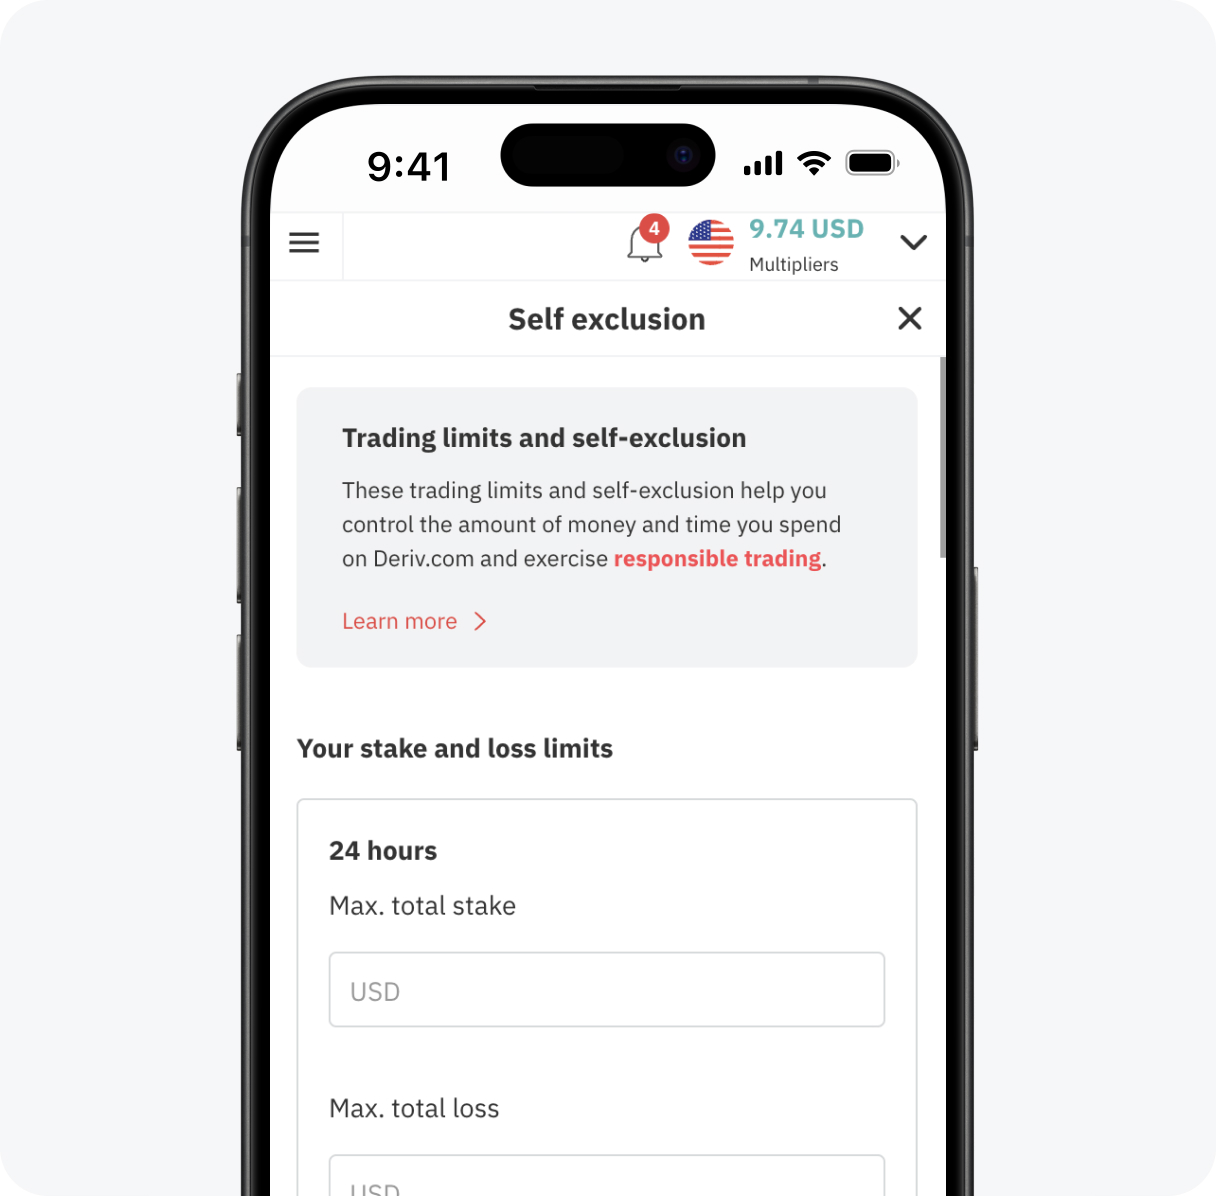 9:41
4
9.74 USD
Multipliers
Self exclusion
Trading limits and self-exclusion
These trading limits and self-exclusion help you
control the amount of money and time you spend
on Deriv.com and exercise responsible trading.
Learn more
Your stake and loss limits
24 hours
Max. total stake
USD
Max. total loss
USD